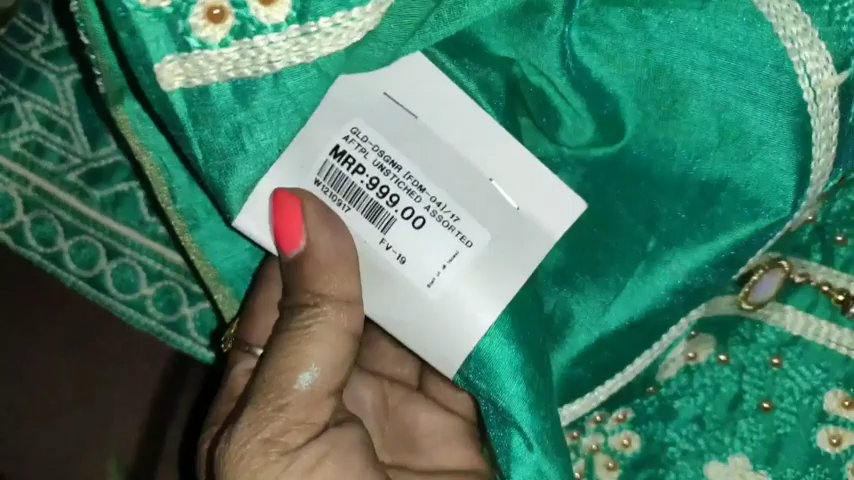 GLD-DSGNR [FDM-04]/17
AFTPL UNSTICHED ASSORTED
MRP:999.00
W1210917
FV-19